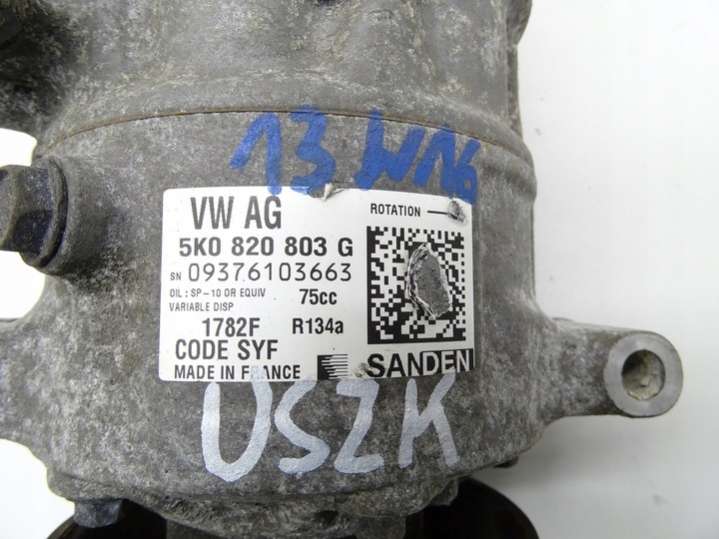 13 W16
VW AG
ROTATION
5K0 820 803 G
SN 09376103663
OIL : SP-10 OR EQUIV 75cc
VARIABLE DISP
1782F R134a
CODE SYF
MADE IN FRANCE SANDEN
USZK